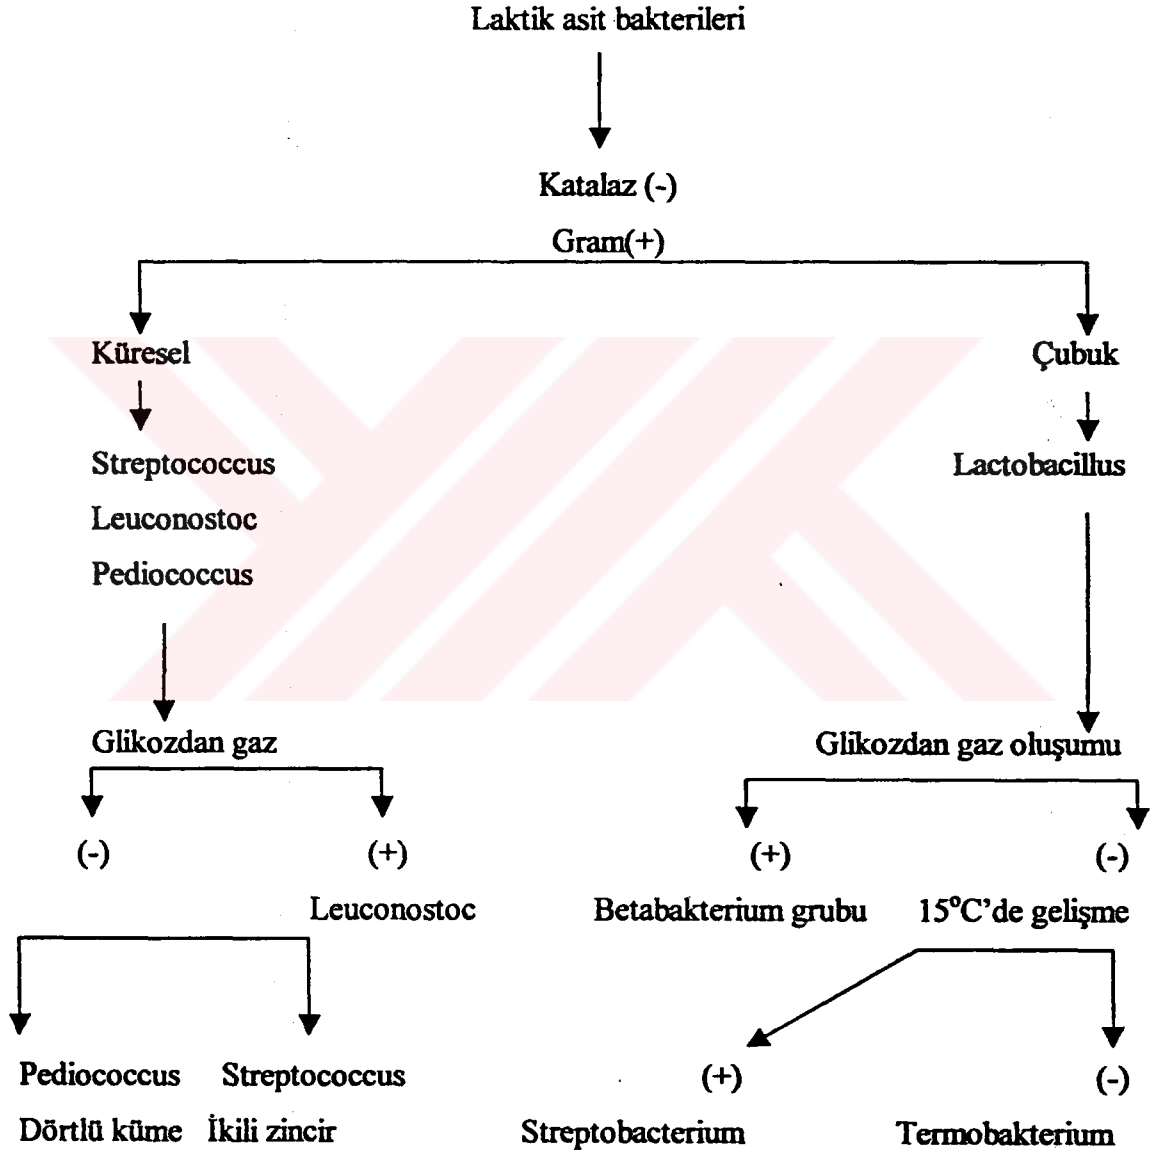 Laktik asit bakterileri
Katalaz (-)
Gram(+)
Küresel
Çubuk
Streptococcus
Lactobacillus
Leuconostoc
Pediococcus
Glikozdan gaz
Glikozdan gaz oluşumu
(-)
(+)
(+)
(-)
Leuconostoc
Betabakterium grubu
15°C'de gelişme
Pediococcus
Streptococcus
(+)
(-)
Dörtlü küme
İkili zincir
Streptobacterium
Termobakterium